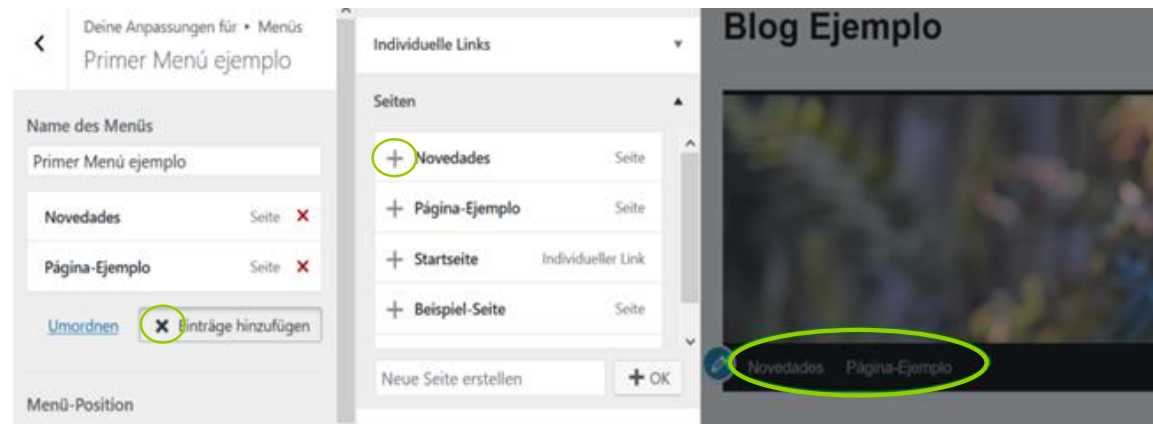 Deine Anpassungen für • Menüs
Primer Menú ejemplo
Name des Menüs
Primer Menú ejemplo
Novedades Seite
Página-Ejemplo Seite
Umordnen Einträge hinzufügen
Menü-Position
Individuelle Links
Seiten
Novedades Seite
Página-Ejemplo Seite
Startseite Individueller Link
Beispiel-Seite Seite
Neue Seite erstellen + OK
Blog Ejemplo
Novedades Página-Ejemplo